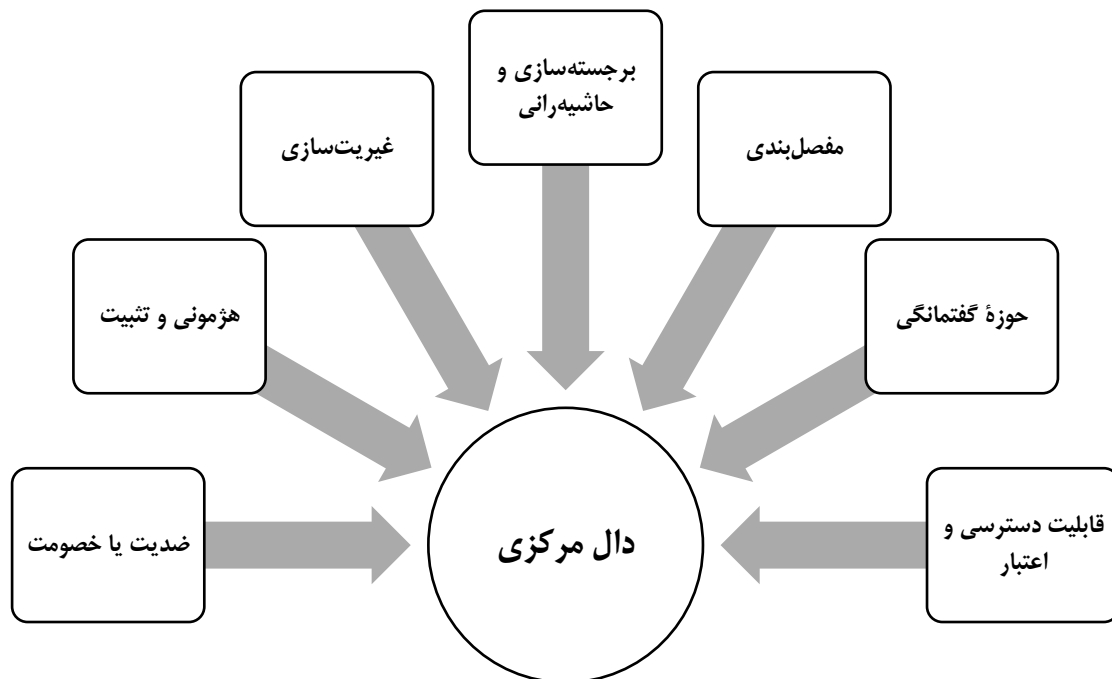 برجسته‌سازی و
حاشیه‌رانی
مفصل‌بندی
غیریت‌سازی
حوزهٔ گفتمانگی
هژمونی و تثبیت
قابلیت دسترسی و
اعتبار
ضدیت یا خصومت
دال مرکزی